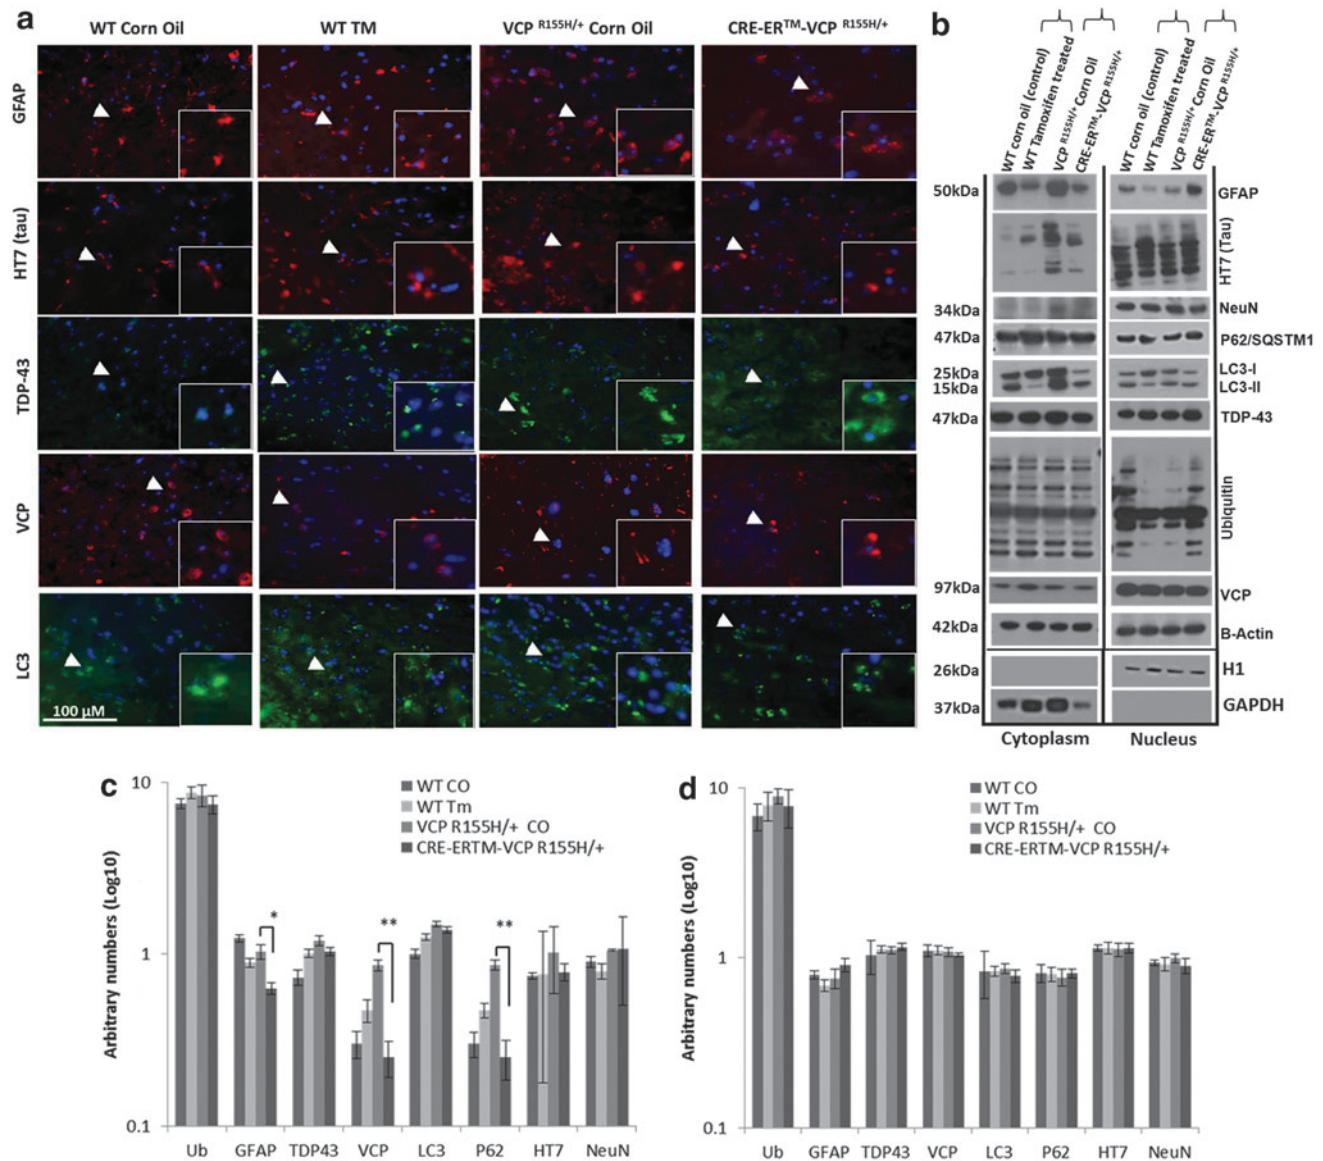 a
WT Corn Oil
WT TM
VCP R155H/+ Corn Oil
CRE-ER™-VCP R155H/+
GFAP
HT7 (tau)
TDP-43
VCP
LC3
100 µM
b
WT corn oil (control)
WT Tamoxifen treated
VCP R155H/+ Corn Oil
CRE-ER™-VCP R155H/+
WT corn oil (control)
WT Tamoxifen treated
VCP R155H/+ Corn Oil
CRE-ER™-VCP R155H/+
50kDa
GFAP
HT7 (Tau)
34kDa
NeuN
47kDa
P62/SQSTM1
25kDa
LC3-I
15kDa
LC3-II
47kDa
TDP-43
Ubiquitin
97kDa
VCP
42kDa
B-Actin
26kDa
H1
37kDa
GAPDH
Cytoplasm
Nucleus
c
Arbitrary numbers (Log10)
10
1
0.1
WT CO
WT Tm
VCP R155H/+ CO
CRE-ERTM-VCP R155H/+
*
**
**
Ub GFAP TDP43 VCP LC3 P62 HT7 NeuN
d
Arbitrary numbers (Log10)
10
1
0.1
WT CO
WT Tm
VCP R155H/+ CO
CRE-ERTM-VCP R155H/+
Ub GFAP TDP43 VCP LC3 P62 HT7 NeuN